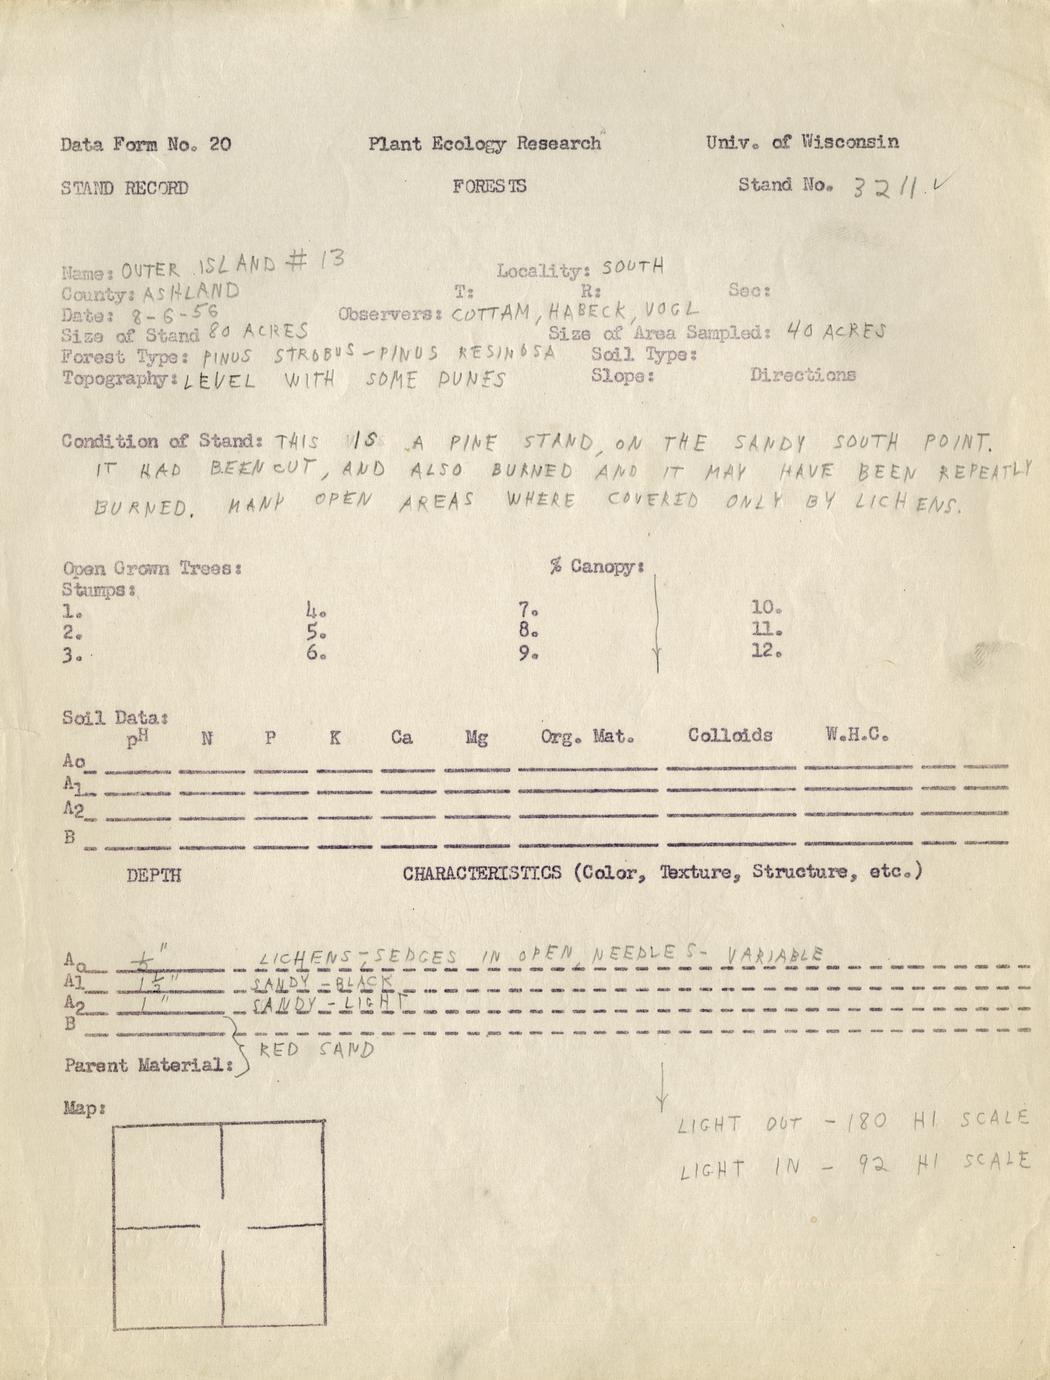 Data Form No. 20 Plant Ecology Research Univ. of Wisconsin
STAND RECORD FORESTS Stand No. 3211 ✓
Name: OUTER ISLAND # 13 Locality: SOUTH
County: ASHLAND T: R: Sec:
Date: 8-6-56 Observers: COTTAM, HABECK, VOGL
Size of Stand 80 ACRES Size of Area Sampled: 40 ACRES
Forest Type: PINUS STROBUS - PINUS RESINOSA Soil Type:
Topography: LEVEL WITH SOME DUNES Slope: Directions
Condition of Stand: THIS IS A PINE STAND, ON THE SANDY SOUTH POINT.
IT HAD BEEN CUT, AND ALSO BURNED AND IT MAY HAVE BEEN REPEATLY
BURNED. MANY OPEN AREAS WHERE COVERED ONLY BY LICHENS.
Open Grown Trees: % Canopy:
Stumps:
1. 4. 7. 10.
2. 5. 8. 11.
3. 6. 9. 12.
Soil Data:
pH N P K Ca Mg Org. Mat. Colloids W.H.C.
Ao
A1
A2
B
DEPTH CHARACTERISTICS (Color, Texture, Structure, etc.)
Ao LICHENS-, SEDGES IN OPEN, NEEDLES - VARIABLE
A1 1½" SANDY - BLACK
A2 1" SANDY - LIGHT
B
RED SAND
Parent Material:
Map:
LIGHT OUT - 180 HI SCALE
LIGHT IN - 92 HI SCALE